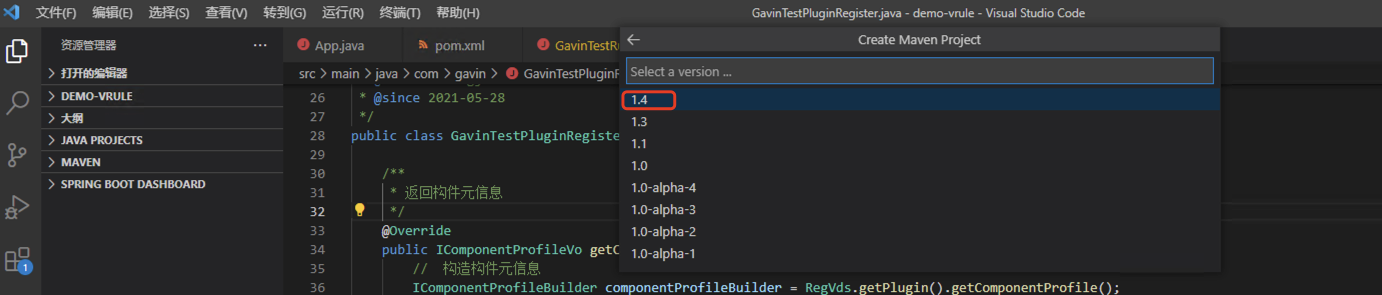 文件(F) 编辑(E) 选择(S) 查看(V) 转到(G) 运行(R) 终端(T) 帮助(H) GavinTestPluginRegister.java - demo-vrule - Visual Studio Code
资源管理器 ···
打开的编辑器
DEMO-VRULE
大纲
JAVA PROJECTS
MAVEN
SPRING BOOT DASHBOARD
1
App.java pom.xml GavinTestRu
src > main > java > com > gavin > GavinTestPluginR
26 * @since 2021-05-28
27 */
28 public class GavinTestPluginRegister
29
30 /**
31 * 返回构件元信息
32 */
33 @Override
34 public IComponentProfileVo getC
35 // 构造构件元信息
36 IComponentProfileBuilder componentProfileBuilder = RegVds.getPlugin().getComponentProfile();
Create Maven Project
Select a version ...
1.4
1.3
1.1
1.0
1.0-alpha-4
1.0-alpha-3
1.0-alpha-2
1.0-alpha-1